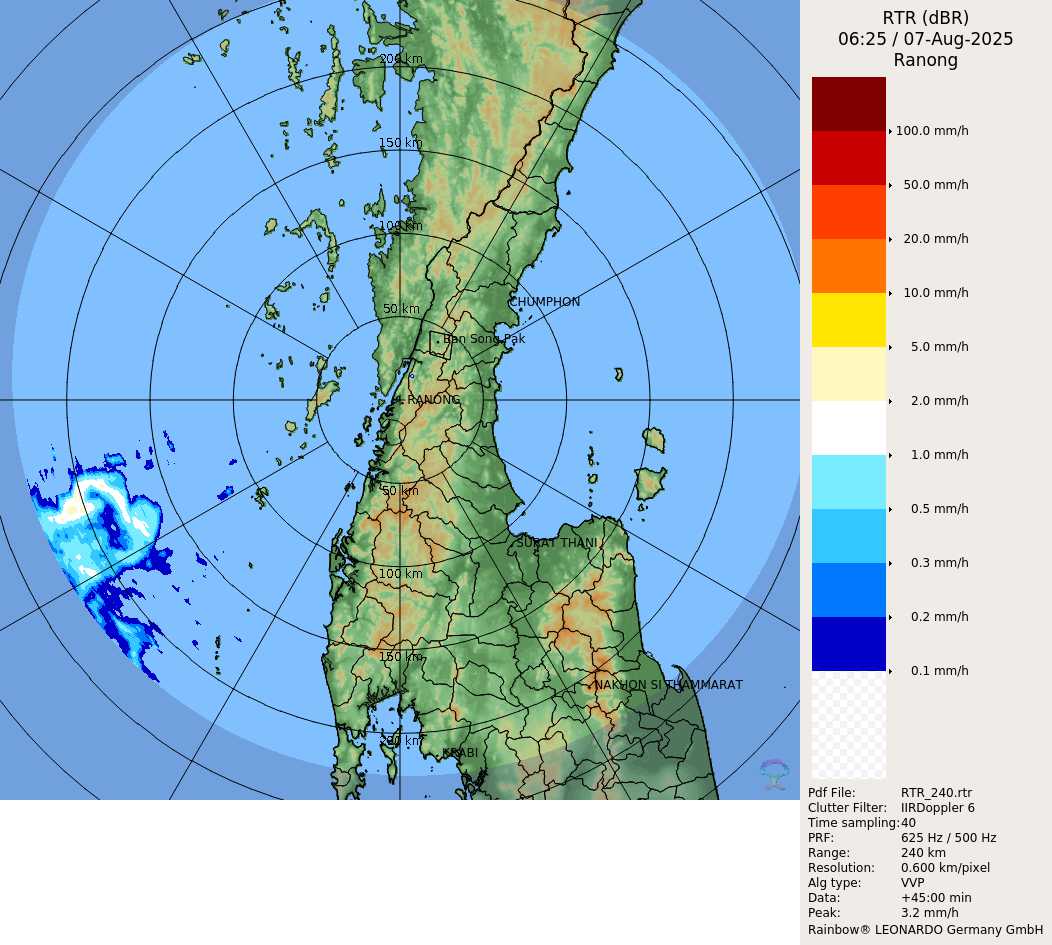 RTR (dBR)
06:25 / 07-Aug-2025
Ranong
100.0 mm/h
50.0 mm/h
20.0 mm/h
10.0 mm/h
5.0 mm/h
2.0 mm/h
1.0 mm/h
0.5 mm/h
0.3 mm/h
0.2 mm/h
0.1 mm/h
200 km
150 km
100 km
50 km
CHUMPHON
Ban Song Pak
RANONG
50 km
SURAT THANI
100 km
150 km
NAKHON SI THAMMARAT
200 km
KRABI
Pdf File: RTR_240.rtr
Clutter Filter: IIRDoppler 6
Time sampling: 40
PRF: 625 Hz / 500 Hz
Range: 240 km
Resolution: 0.600 km/pixel
Alg type: VVP
Data: +45:00 min
Peak: 3.2 mm/h
Rainbow® LEONARDO Germany GmbH